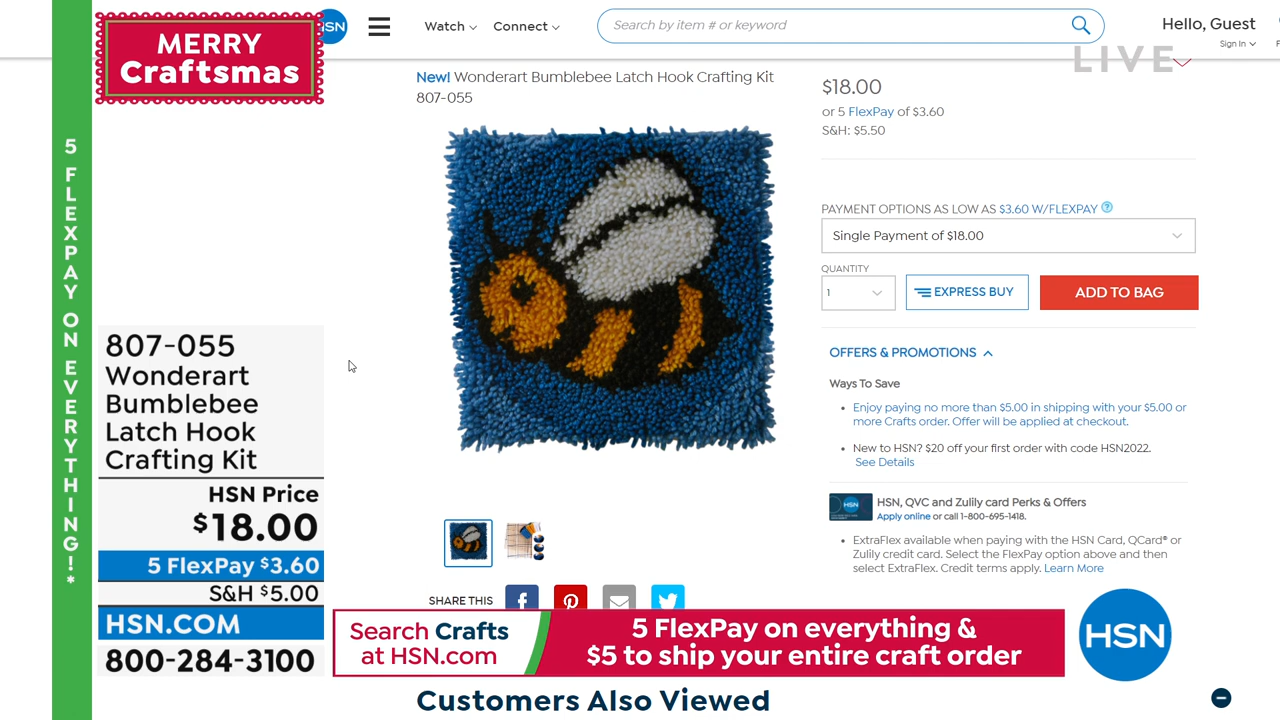 MERRY
Craftsmas
HSN
Watch
Connect
Search by item # or keyword
Hello, Guest
Sign In
LIVE
5 FLEXPAY ON EVERYTHING!*
New! Wonderart Bumblebee Latch Hook Crafting Kit
807-055
$18.00
or 5 FlexPay of $3.60
S&H: $5.50
PAYMENT OPTIONS AS LOW AS $3.60 W/FLEXPAY ?
Single Payment of $18.00
QUANTITY
1
EXPRESS BUY
ADD TO BAG
OFFERS & PROMOTIONS
Ways To Save
• Enjoy paying no more than $5.00 in shipping with your $5.00 or
more Crafts order. Offer will be applied at checkout.
• New to HSN? $20 off your first order with code HSN2022.
See Details
HSN
HSN, QVC and Zulily card Perks & Offers
Apply online or call 1-800-695-1418.
• ExtraFlex available when paying with the HSN Card, QCard® or
Zulily credit card. Select the FlexPay option above and then
select ExtraFlex. Credit terms apply. Learn More
SHARE THIS
807-055
Wonderart
Bumblebee
Latch Hook
Crafting Kit
HSN Price
$18.00
5 FlexPay $3.60
S&H $5.00
HSN.COM
800-284-3100
Search Crafts
at HSN.com
5 FlexPay on everything &
$5 to ship your entire craft order
HSN
Customers Also Viewed